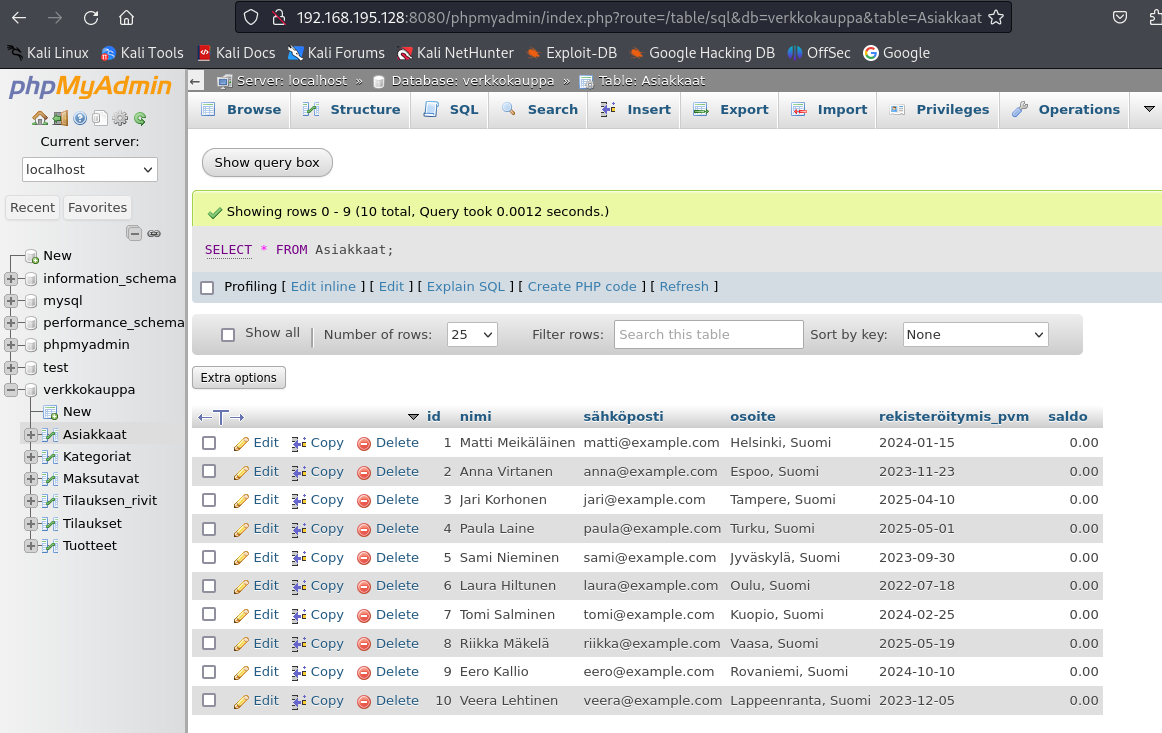 192.168.195.128:8080/phpmyadmin/index.php?route=/table/sql&db=verkkokauppa&table=Asiakkaat
Kali Linux Kali Tools Kali Docs Kali Forums Kali NetHunter Exploit-DB Google Hacking DB OffSec Google
phpMyAdmin
Current server:
localhost
Recent Favorites
New
information_schema
mysql
performance_schema
phpmyadmin
test
verkkokauppa
New
Asiakkaat
Kategoriat
Maksutavat
Tilauksen_rivit
Tilaukset
Tuotteet
Server: localhost » Database: verkkokauppa » Table: Asiakkaat
Browse Structure SQL Search Insert Export Import Privileges Operations
Show query box
Showing rows 0 - 9 (10 total, Query took 0.0012 seconds.)
SELECT * FROM Asiakkaat;
Profiling [ Edit inline ] [ Edit ] [ Explain SQL ] [ Create PHP code ] [ Refresh ]
Show all Number of rows: 25 Filter rows: Search this table Sort by key: None
Extra options
←T→ id nimi sähköposti osoite rekisteröitymis_pvm saldo
Edit Copy Delete 1 Matti Meikäläinen matti@example.com Helsinki, Suomi 2024-01-15 0.00
Edit Copy Delete 2 Anna Virtanen anna@example.com Espoo, Suomi 2023-11-23 0.00
Edit Copy Delete 3 Jari Korhonen jari@example.com Tampere, Suomi 2025-04-10 0.00
Edit Copy Delete 4 Paula Laine paula@example.com Turku, Suomi 2025-05-01 0.00
Edit Copy Delete 5 Sami Nieminen sami@example.com Jyväskylä, Suomi 2023-09-30 0.00
Edit Copy Delete 6 Laura Hiltunen laura@example.com Oulu, Suomi 2022-07-18 0.00
Edit Copy Delete 7 Tomi Salminen tomi@example.com Kuopio, Suomi 2024-02-25 0.00
Edit Copy Delete 8 Riikka Mäkelä riikka@example.com Vaasa, Suomi 2025-05-19 0.00
Edit Copy Delete 9 Eero Kallio eero@example.com Rovaniemi, Suomi 2024-10-10 0.00
Edit Copy Delete 10 Veera Lehtinen veera@example.com Lappeenranta, Suomi 2023-12-05 0.00